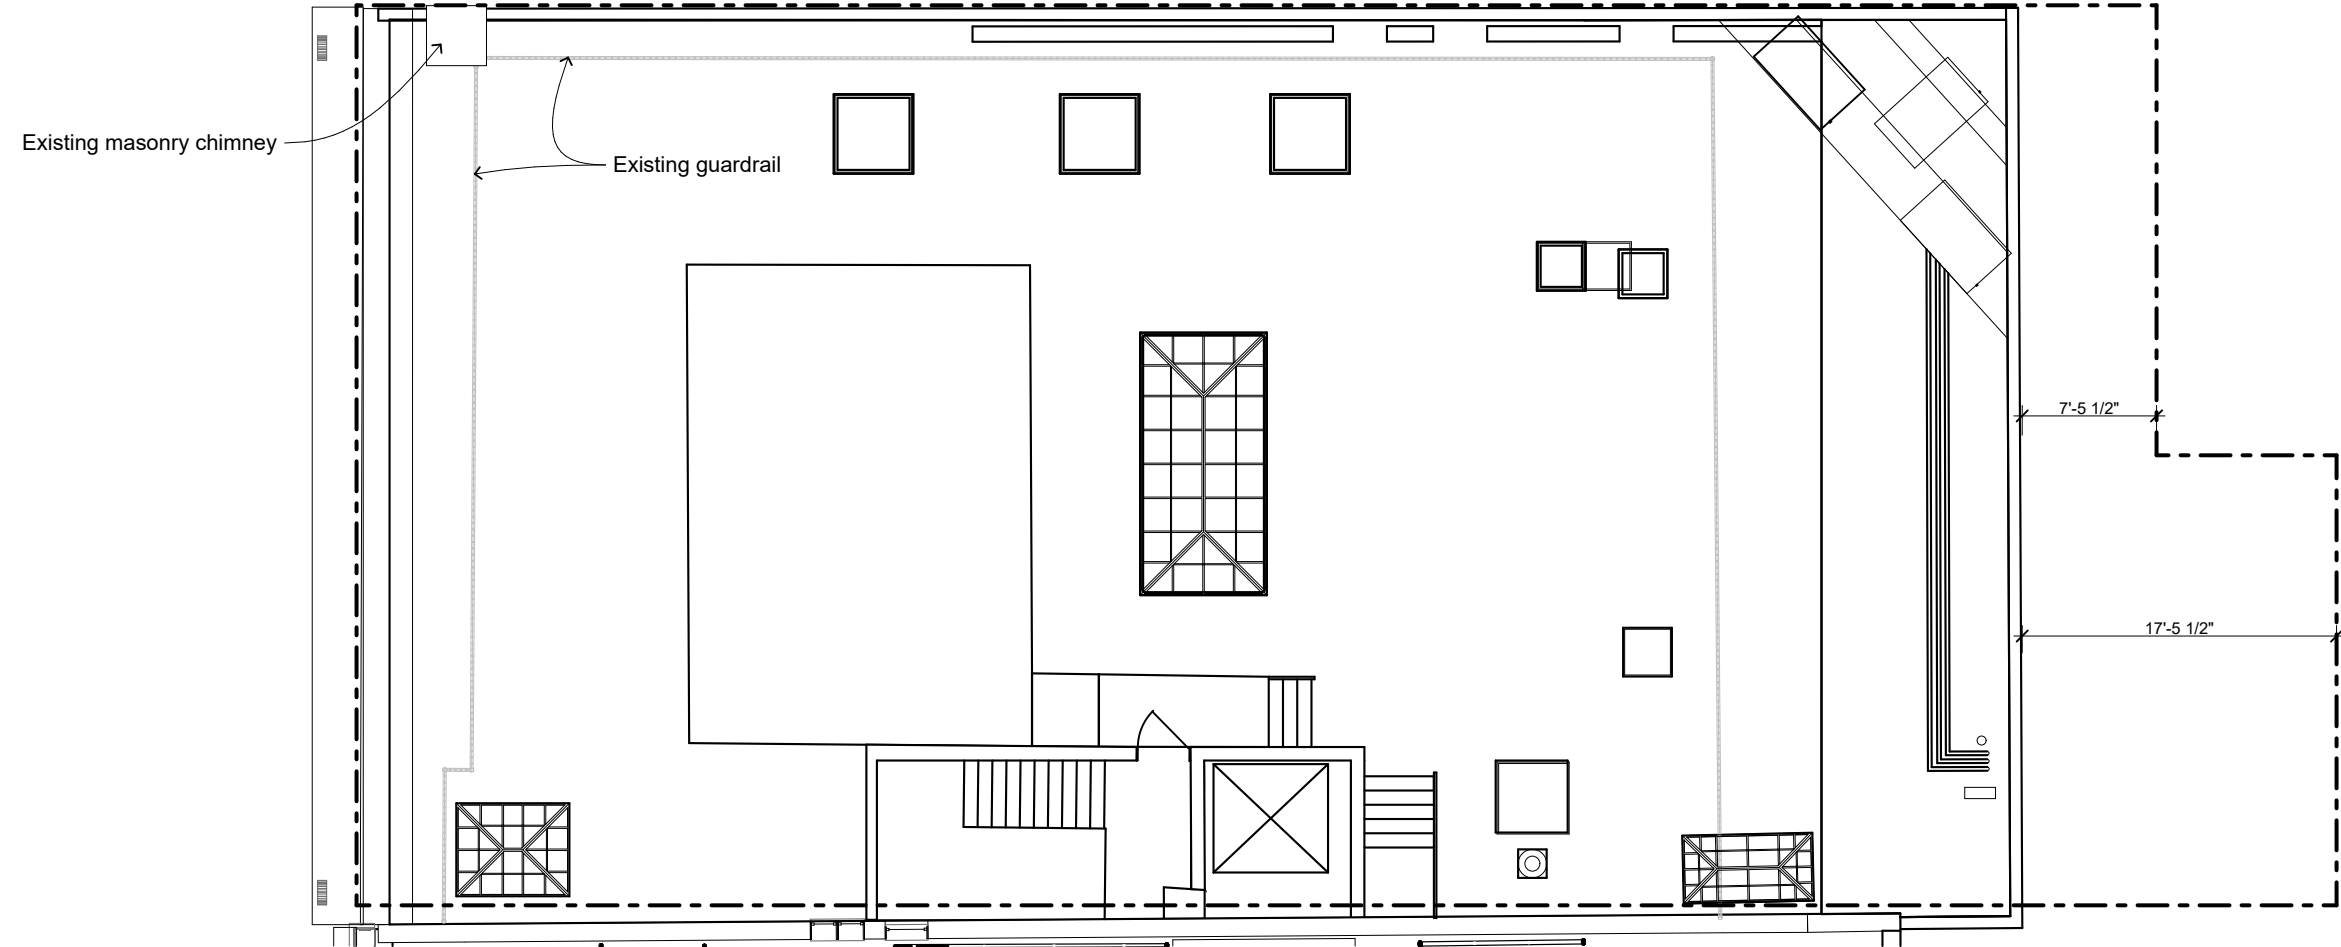 Existing masonry chimney
Existing guardrail
7'-5 1/2"
17'-5 1/2"